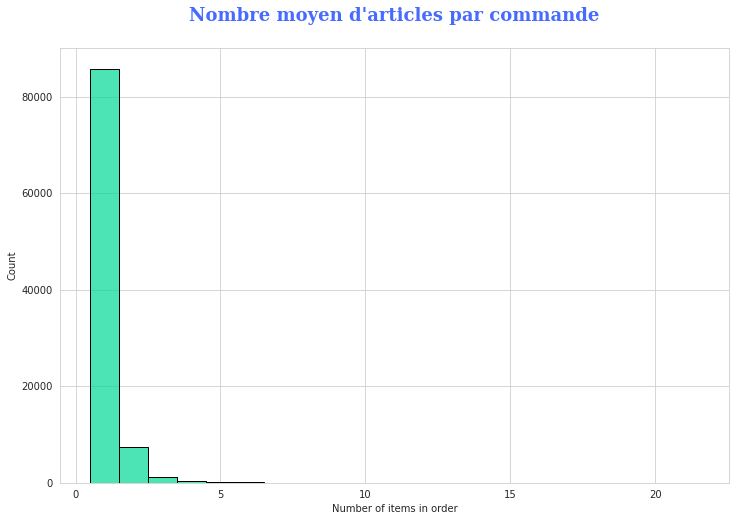 Nombre moyen d'articles par commande
80000
60000
40000
20000
0
Count
0 5 10 15 20
Number of items in order